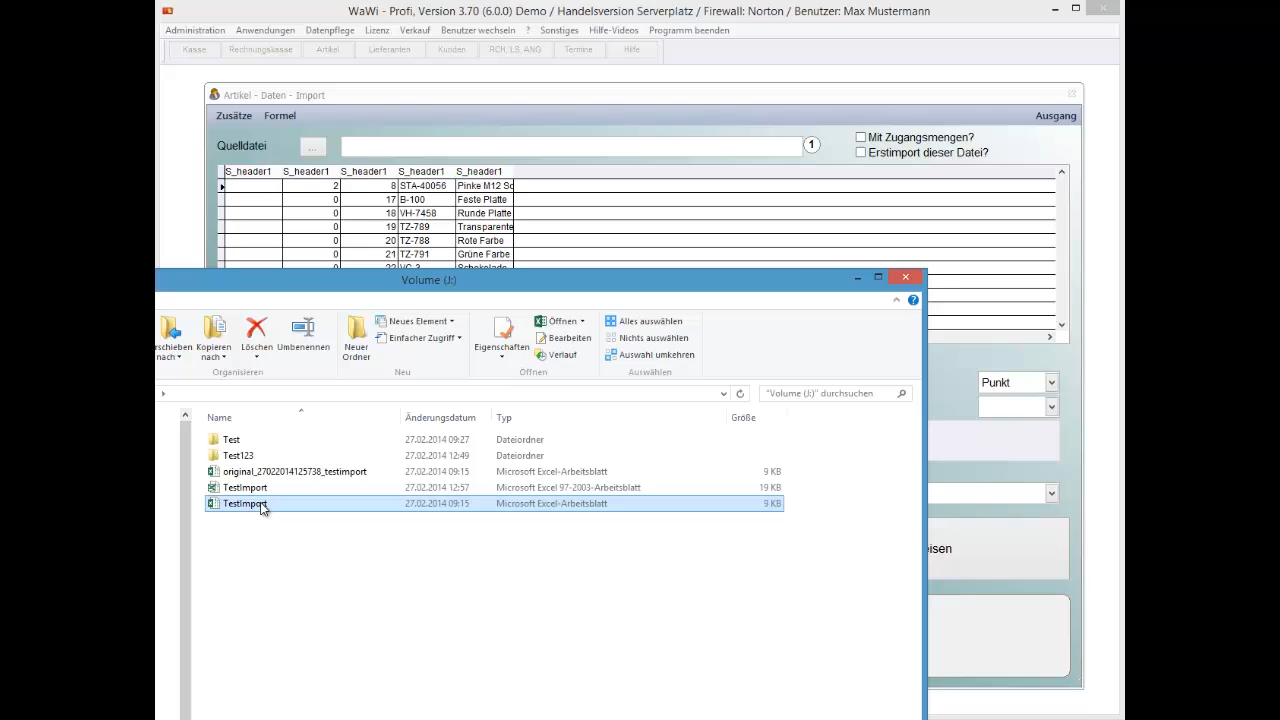 WaWi - Profi, Version 3.70 (6.0.0) Demo / Handelsversion Serverplatz / Firewall: Norton / Benutzer: Max Mustermann
Administration Anwendungen Datenpflege Lizenz Verkauf Benutzer wechseln ? Sonstiges Hilfe-Videos Programm beenden
Kasse Rechnungskasse Artikel Lieferanten Kunden RCH, LS, ANG Termine Hilfe
Artikel - Daten - Import
Zusätze Formel Ausgang
Quelldatei ... 1 Mit Zugangsmengen?
Erstimport dieser Datei?
S_header1 S_header1 S_header1 S_header1 S_header1
2 8 STA-40056 Pinke M12 Sc
0 17 B-100 Feste Platte
0 18 VH-7458 Runde Platte
0 19 TZ-789 Transparente
0 20 TZ-788 Rote Farbe
0 21 TZ-791 Grüne Farbe
Volume (J:)
Neues Element Öffnen Alles auswählen
Einfacher Zugriff Bearbeiten Nichts auswählen
rschieben nach Kopieren nach Löschen Umbenennen Neuer Ordner Eigenschaften Verlauf Auswahl umkehren
Organisieren Neu Öffnen Auswählen
Punkt
"Volume (J:)" durchsuchen
Name Änderungsdatum Typ Größe
Test 27.02.2014 09:27 Dateiordner
Test123 27.02.2014 12:49 Dateiordner
original_27022014125738_testimport 27.02.2014 09:15 Microsoft Excel-Arbeitsblatt 9 KB
TestImport 27.02.2014 12:57 Microsoft Excel 97-2003-Arbeitsblatt 19 KB
TestImport 27.02.2014 09:15 Microsoft Excel-Arbeitsblatt 9 KB
eisen